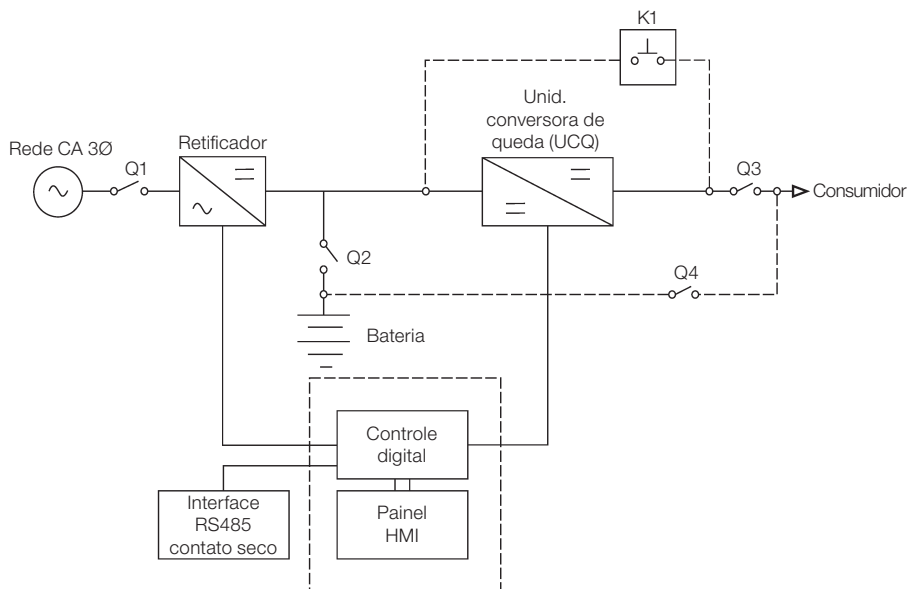 K1
Unid.
conversora de
queda (UCQ)
Rede CA 3Ø
Q1
Retificador
Q3
Consumidor
Q2
Q4
Bateria
Controle
digital
Interface
RS485
contato seco
Painel
HMI